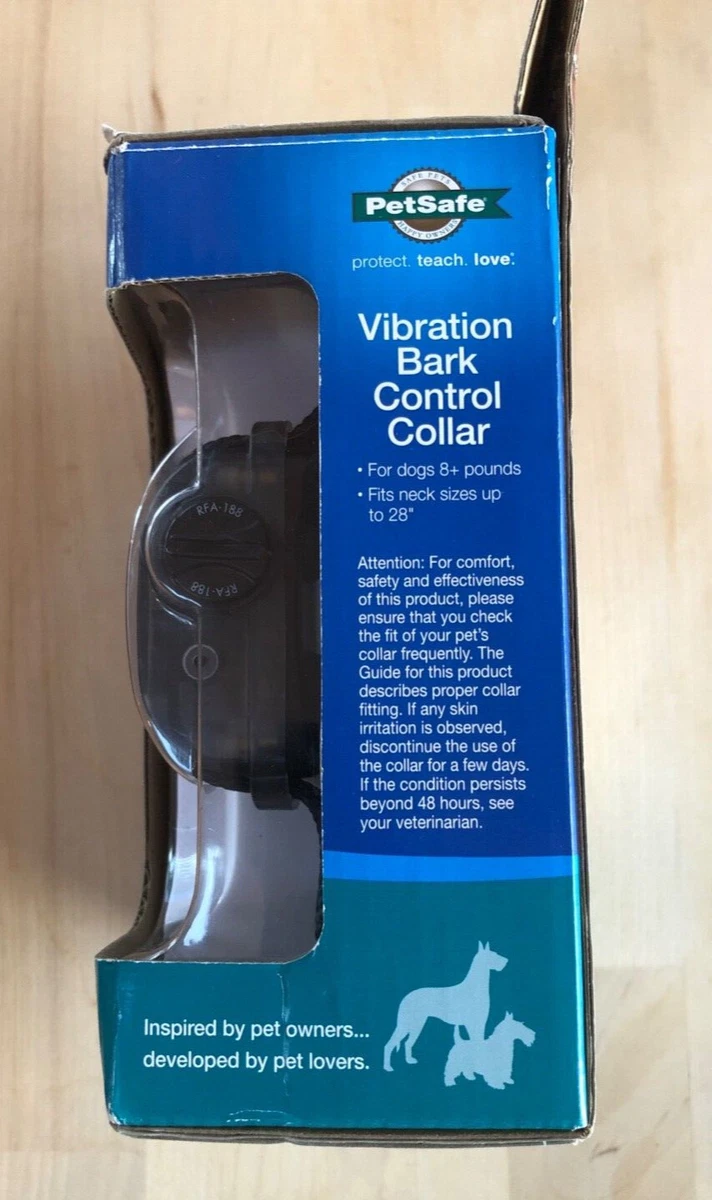 SAFE PETS
PetSafe®
HAPPY OWNERS
protect. teach. love.
Vibration
Bark
Control
Collar
• For dogs 8+ pounds
• Fits neck sizes up
to 28"
RFA-188
RFA-188
Attention: For comfort,
safety and effectiveness
of this product, please
ensure that you check
the fit of your pet's
collar frequently. The
Guide for this product
describes proper collar
fitting. If any skin
irritation is observed,
discontinue the use of
the collar for a few days.
If the condition persists
beyond 48 hours, see
your veterinarian.
Inspired by pet owners...
developed by pet lovers.